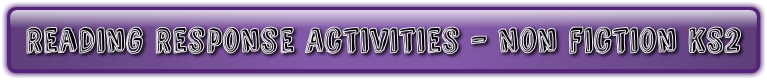 READING RESPONSE ACTIVITIES - NON FICTION KS2